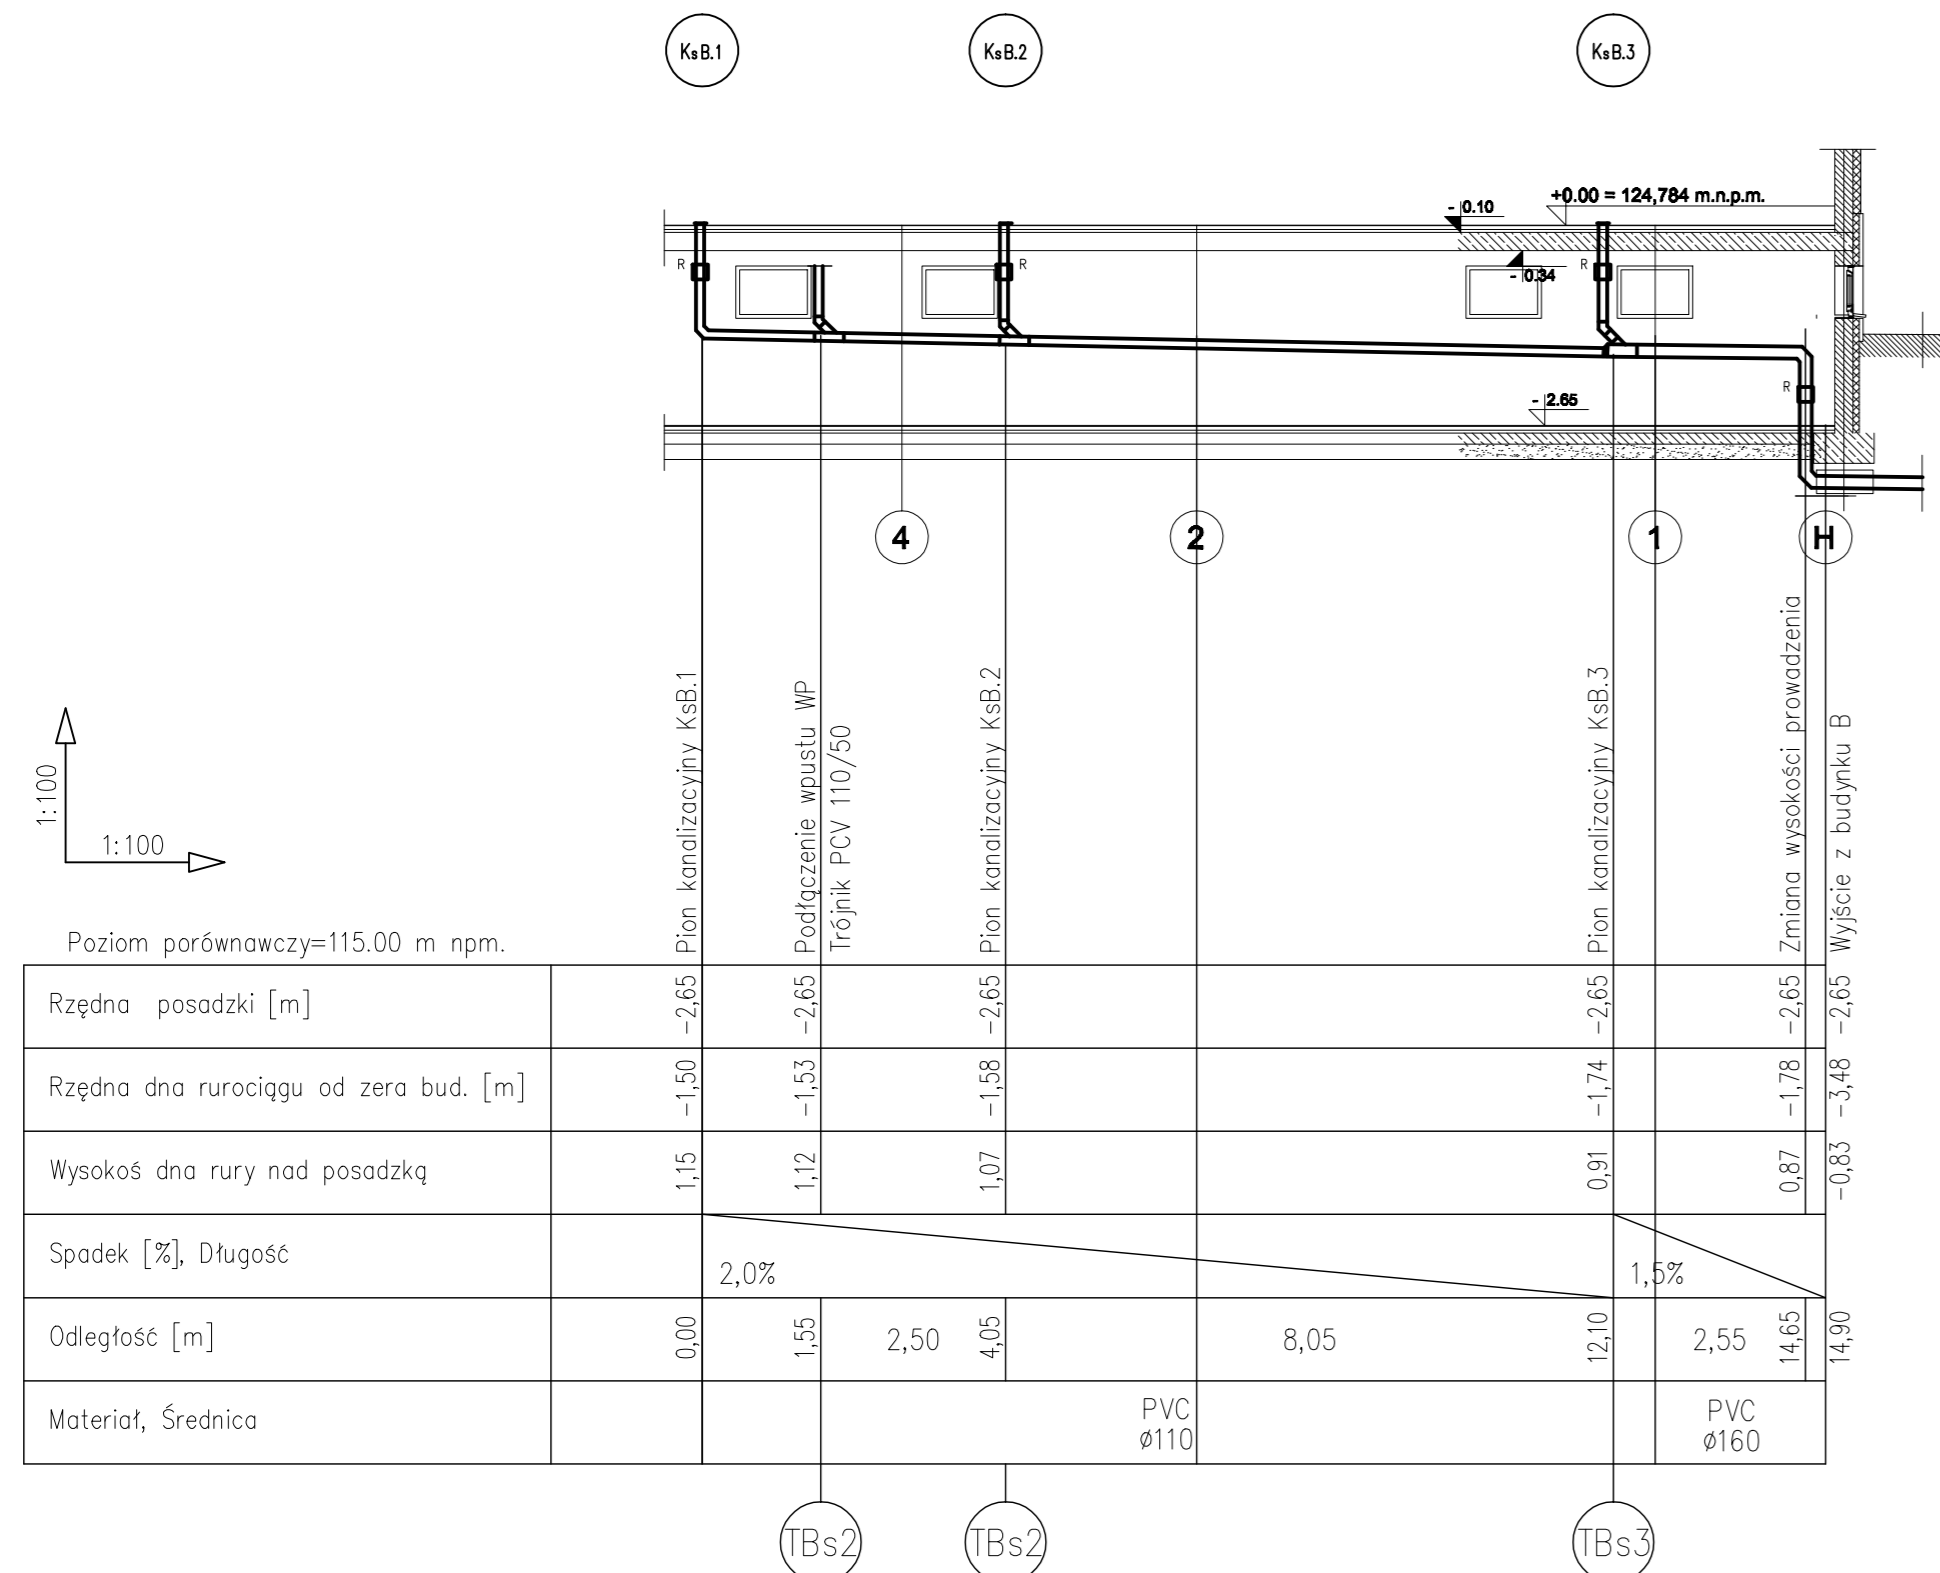 KsB.1
KsB.2
KsB.3
+0.00 = 124,784 m.n.p.m.
- 0.10
- 0.34
R
R
R
R
- 2.65
4
2
1
H
Pion kanalizacyjny KsB.1
Podłączenie wpustu WP
Trójnik PCV 110/50
Pion kanalizacyjny KsB.2
Pion kanalizacyjny KsB.3
Zmiana wysokości prowadzenia
Wyjście z budynku B
1:100
1:100
Poziom porównawczy=115.00 m npm.
Rzędna posadzki [m] -2,65 -2,65 -2,65 -2,65 -2,65 -2,65
Rzędna dna rurociągu od zera bud. [m] -1,50 -1,53 -1,58 -1,74 -1,78 -3,48
Wysokoś dna rury nad posadzką 1,15 1,12 1,07 0,91 0,87 -0,83
Spadek [%], Długość 2,0% 1,5%
Odległość [m] 0,00 1,55 2,50 4,05 8,05 12,10 2,55 14,65 14,90
Materiał, Średnica PVC ø110 PVC ø160
TBs2
TBs2
TBs3